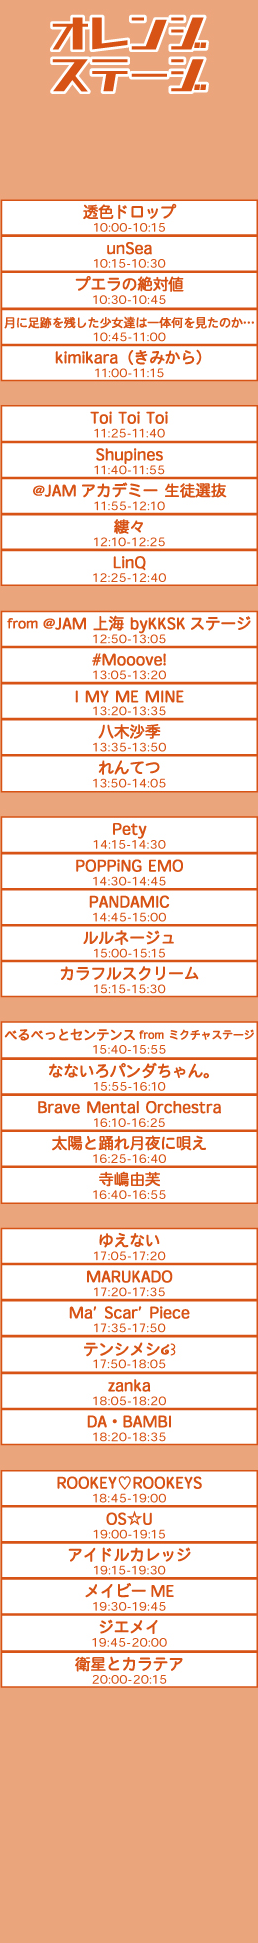 オレンジ
ステージ
透色ドロップ
10:00-10:15
unSea
10:15-10:30
プエラの絶対値
10:30-10:45
月に足跡を残した少女達は一体何を見たのか…
10:45-11:00
kimikara（きみから）
11:00-11:15
Toi Toi Toi
11:25-11:40
Shupines
11:40-11:55
@JAM アカデミー 生徒選抜
11:55-12:10
縷々
12:10-12:25
LinQ
12:25-12:40
from @JAM 上海 byKKSK ステージ
12:50-13:05
#Mooove!
13:05-13:20
I MY ME MINE
13:20-13:35
八木沙季
13:35-13:50
れんてつ
13:50-14:05
Pety
14:15-14:30
POPPiNG EMO
14:30-14:45
PANDAMIC
14:45-15:00
ルルネージュ
15:00-15:15
カラフルスクリーム
15:15-15:30
べるべっとセンテンス from ミクチャステージ
15:40-15:55
なないろパンダちゃん。
15:55-16:10
Brave Mental Orchestra
16:10-16:25
太陽と踊れ月夜に唄え
16:25-16:40
寺嶋由芙
16:40-16:55
ゆえない
17:05-17:20
MARUKADO
17:20-17:35
Ma' Scar' Piece
17:35-17:50
テンシメシ໒꒱
17:50-18:05
zanka
18:05-18:20
DA・BAMBI
18:20-18:35
ROOKEY♡ROOKEYS
18:45-19:00
OS☆U
19:00-19:15
アイドルカレッジ
19:15-19:30
メイビーME
19:30-19:45
ジエメイ
19:45-20:00
衛星とカラテア
20:00-20:15